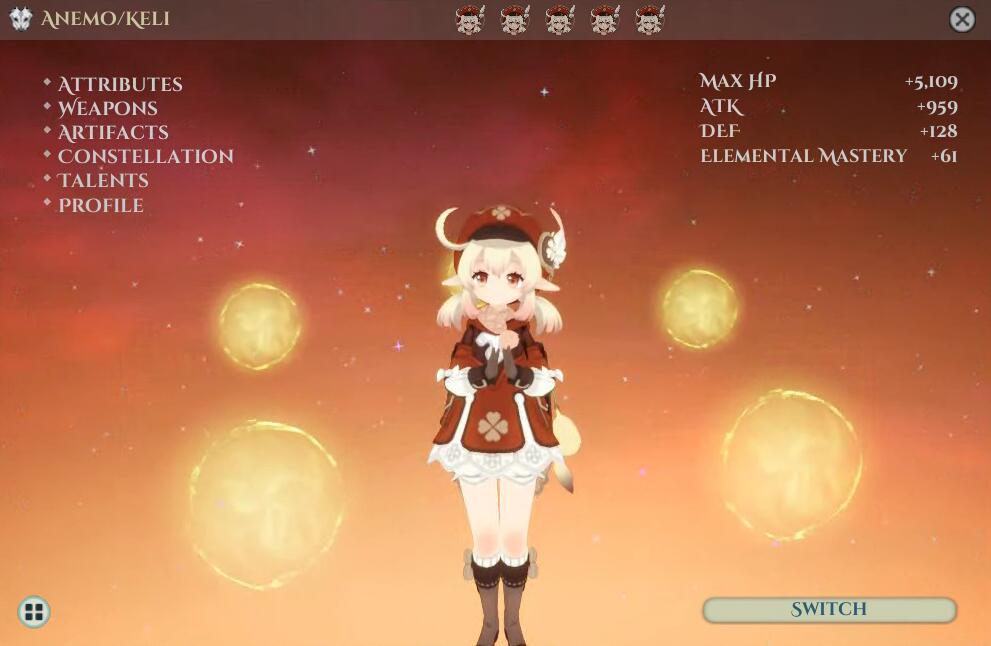 Anemo/Keli
Attributes
Weapons
Artifacts
Constellation
Talents
Profile
Max HP +5,109
ATK +959
DEF +128
Elemental Mastery +61
Switch